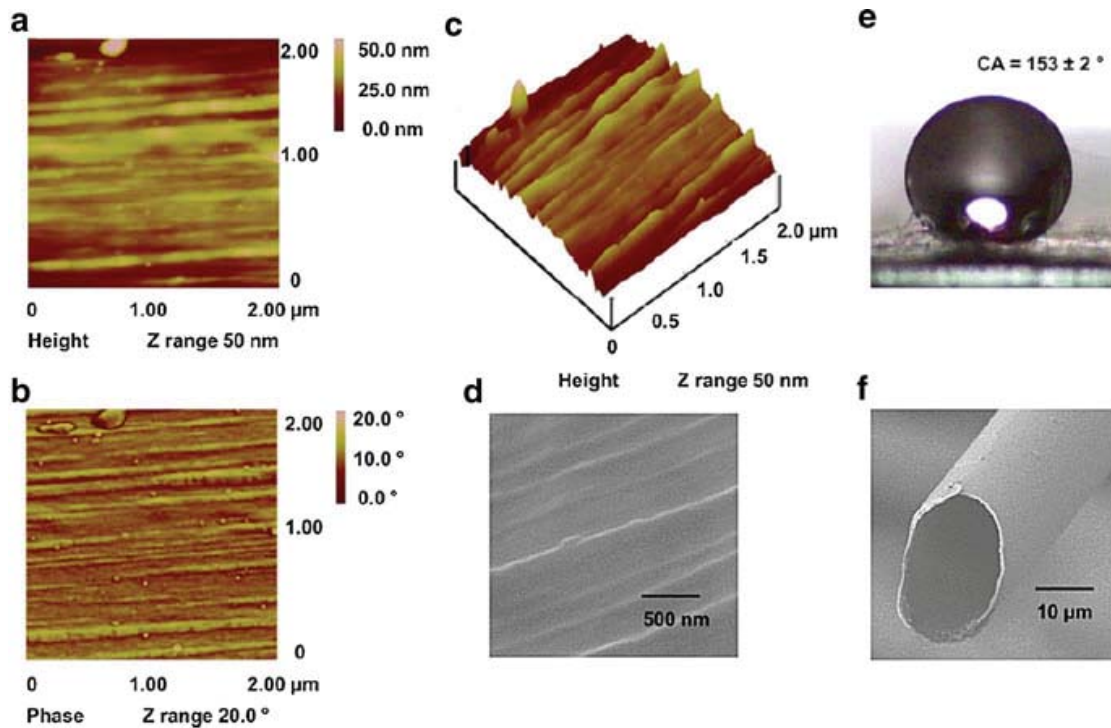 a
2.00
1.00
0
50.0 nm
25.0 nm
0.0 nm
0 1.00 2.00 µm
Height Z range 50 nm
b
2.00
1.00
0
20.0 °
10.0 °
0.0 °
0 1.00 2.00 µm
Phase Z range 20.0 °
c
2.0 µm
1.5
1.0
0.5
0
Height Z range 50 nm
d
500 nm
e
CA = 153 ± 2 °
f
10 µm